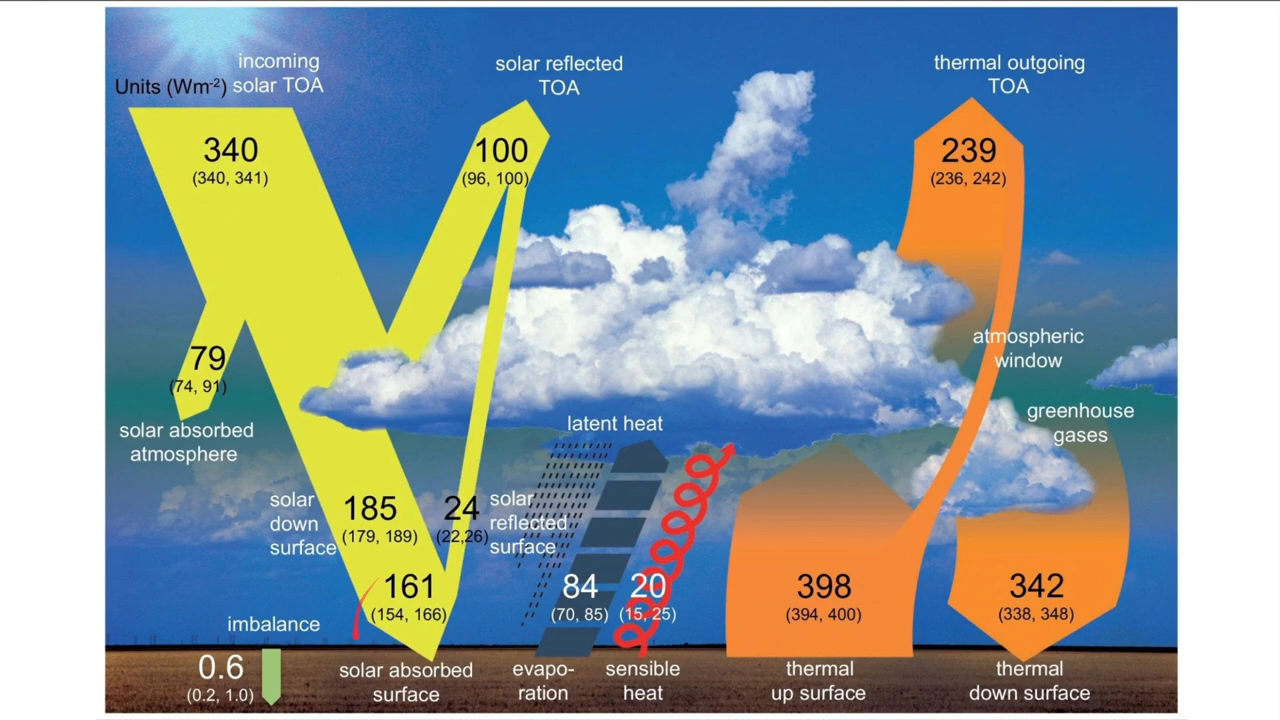 incoming
Units (Wm-2) solar TOA
340
(340, 341)
solar reflected
TOA
100
(96, 100)
thermal outgoing
TOA
239
(236, 242)
79
(74, 91)
solar absorbed
atmosphere
atmospheric
window
greenhouse
gases
latent heat
solar
down
surface
185
(179, 189)
24
(22,26)
solar
reflected
surface
161
(154, 166)
84
(70, 85)
20
(15, 25)
398
(394, 400)
342
(338, 348)
imbalance
0.6
(0.2, 1.0)
solar absorbed
surface
evapo-
ration
sensible
heat
thermal
up surface
thermal
down surface